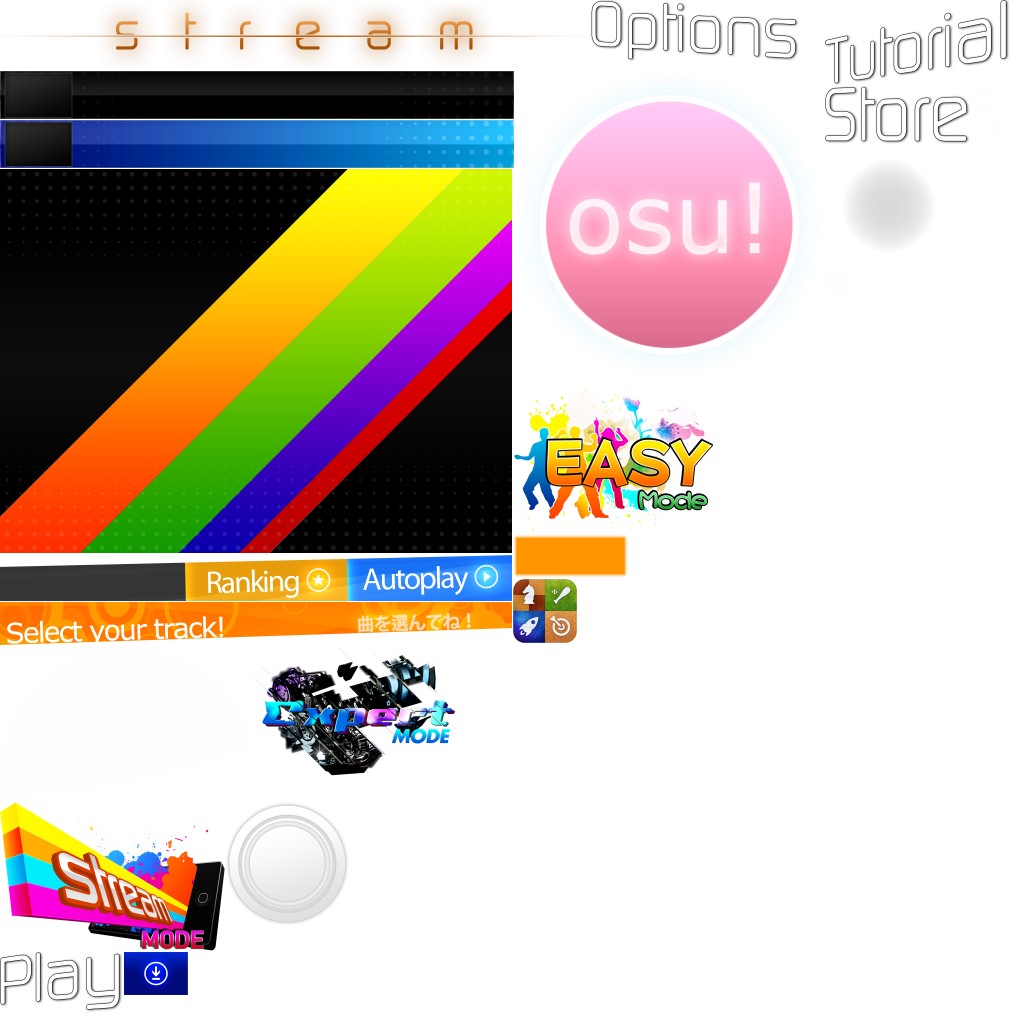 stream
Options
Tutorial
Store
osu!
EASY
Mode
Ranking
Autoplay
Select your track!
曲を選んでね！
Expert
MODE
Stream
MODE
Play